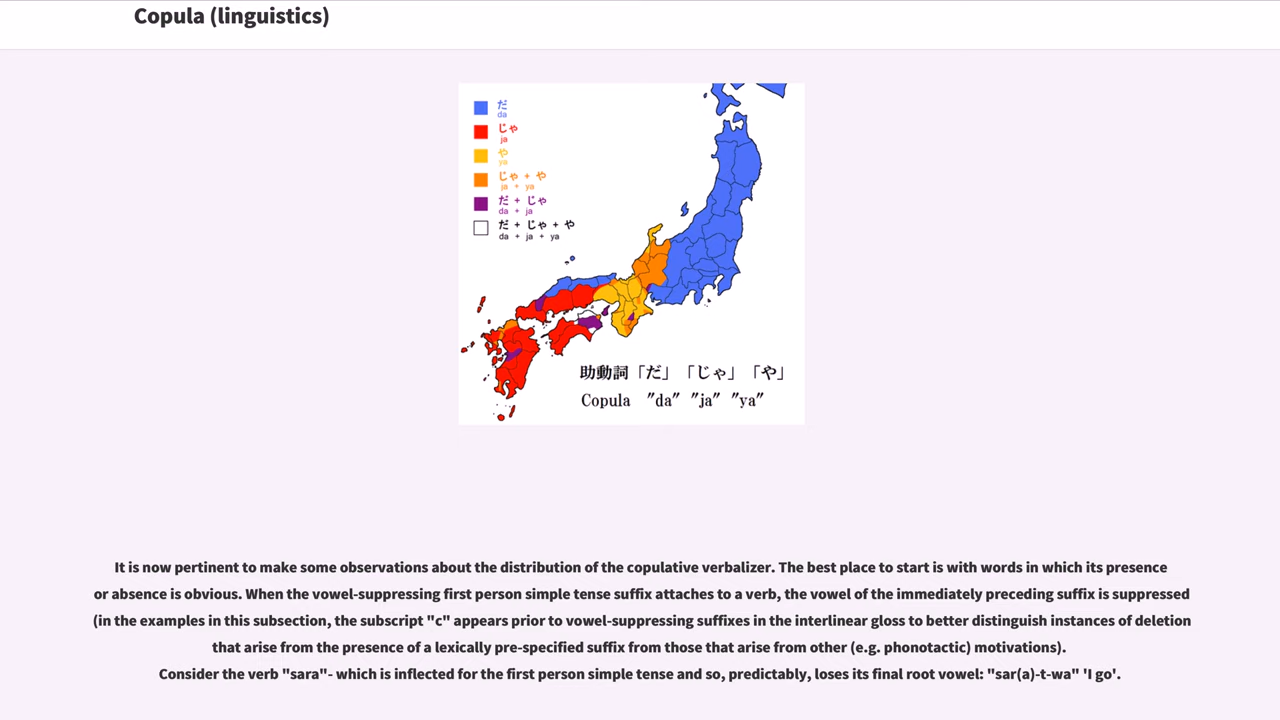 Copula (linguistics)
だ
da
じゃ
ja
や
ya
じゃ + や
ja + ya
だ + じゃ
da + ja
だ + じゃ + や
da + ja + ya
助動詞「だ」「じゃ」「や」
Copula "da" "ja" "ya"
It is now pertinent to make some observations about the distribution of the copulative verbalizer. The best place to start is with words in which its presence
or absence is obvious. When the vowel-suppressing first person simple tense suffix attaches to a verb, the vowel of the immediately preceding suffix is suppressed
(in the examples in this subsection, the subscript "c" appears prior to vowel-suppressing suffixes in the interlinear gloss to better distinguish instances of deletion
that arise from the presence of a lexically pre-specified suffix from those that arise from other (e.g. phonotactic) motivations).
Consider the verb "sara"- which is inflected for the first person simple tense and so, predictably, loses its final root vowel: "sar(a)-t-wa" 'I go'.